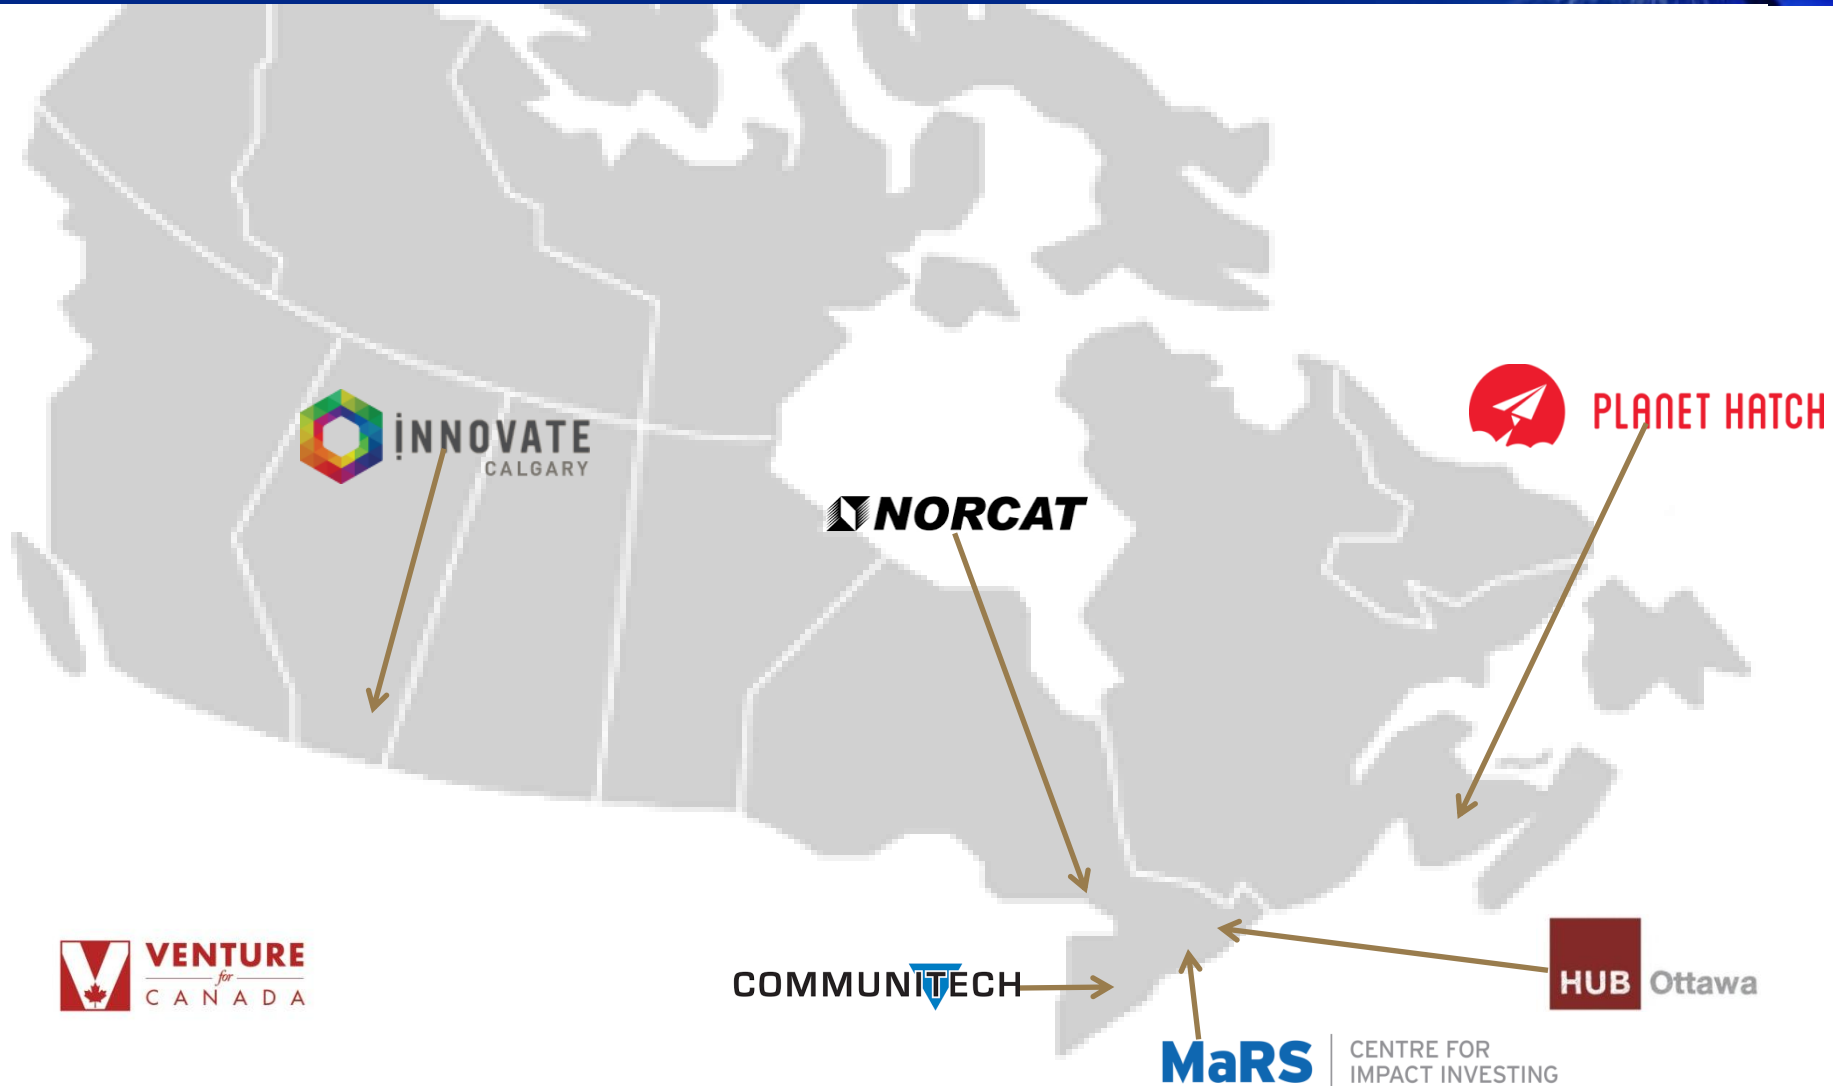 INNOVATE
CALGARY
PLANET HATCH
NORCAT
VENTURE
for
CANADA
COMMUNITECH
HUB Ottawa
MaRS
CENTRE FOR
IMPACT INVESTING